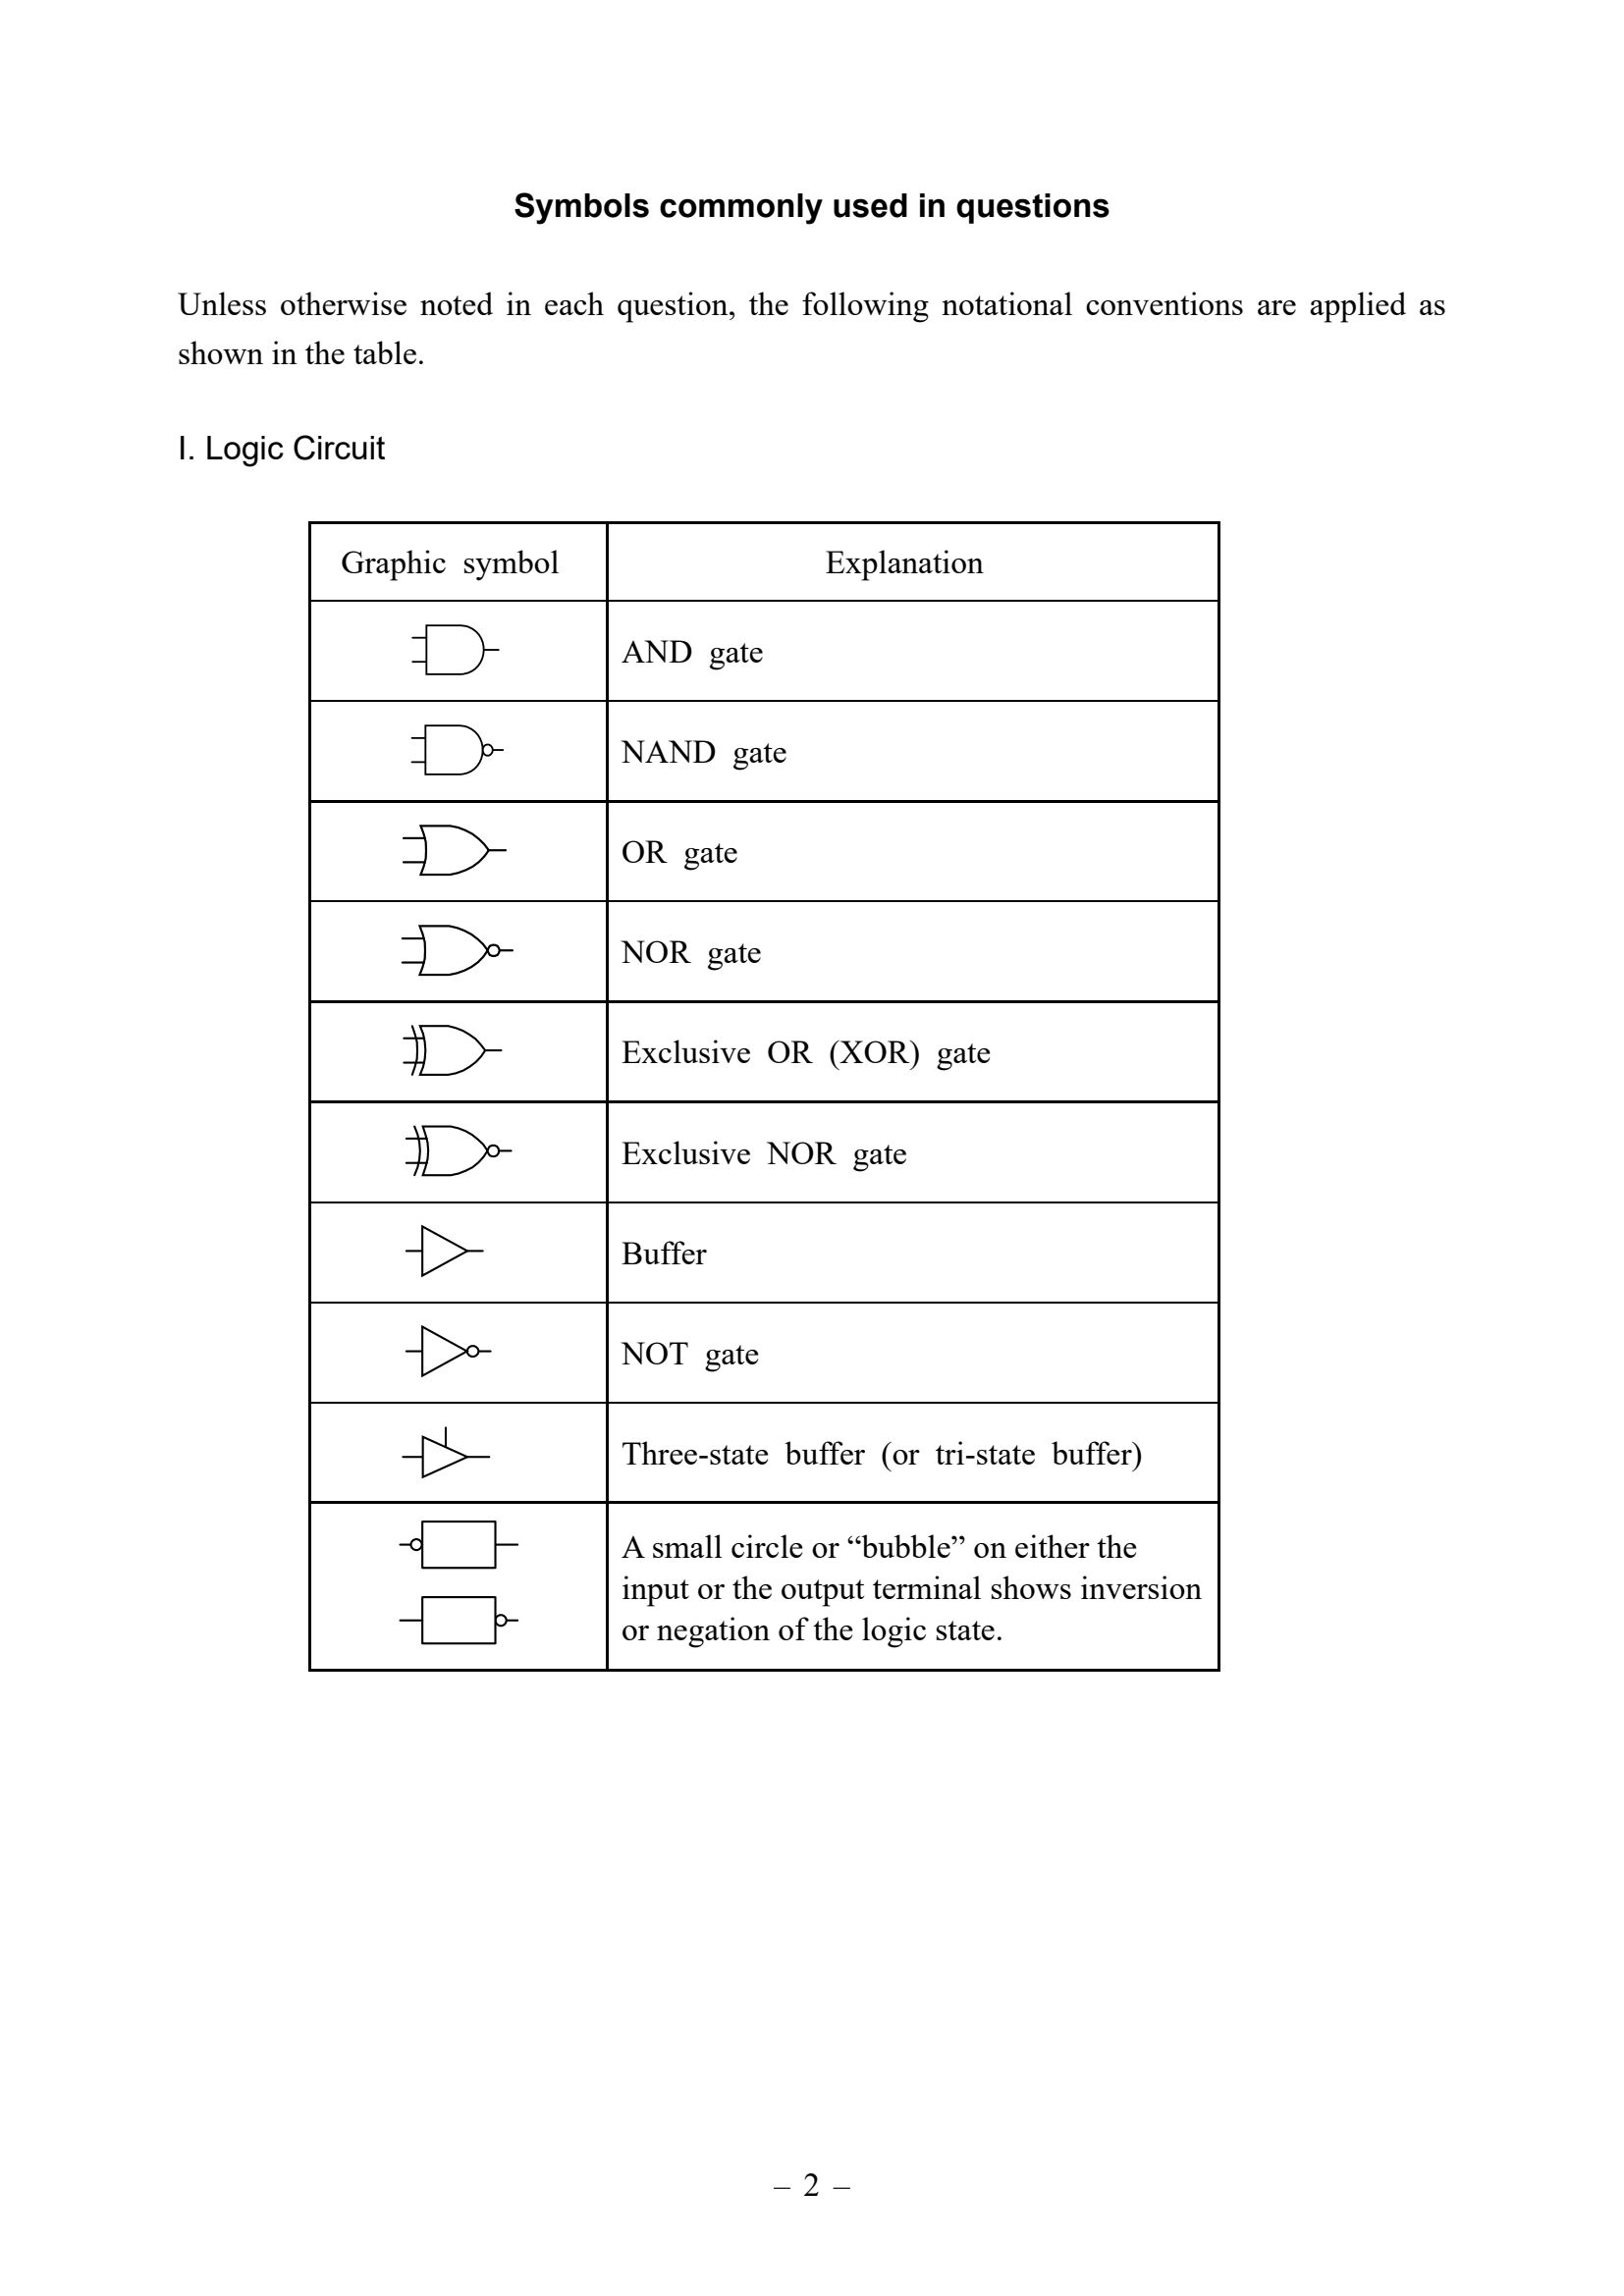 Symbols commonly used in questions
Unless otherwise noted in each question, the following notational conventions are applied as
shown in the table.
I. Logic Circuit
Graphic symbol Explanation
AND gate
NAND gate
OR gate
NOR gate
Exclusive OR (XOR) gate
Exclusive NOR gate
Buffer
NOT gate
Three-state buffer (or tri-state buffer)
A small circle or “bubble” on either the
input or the output terminal shows inversion
or negation of the logic state.
– 2 –